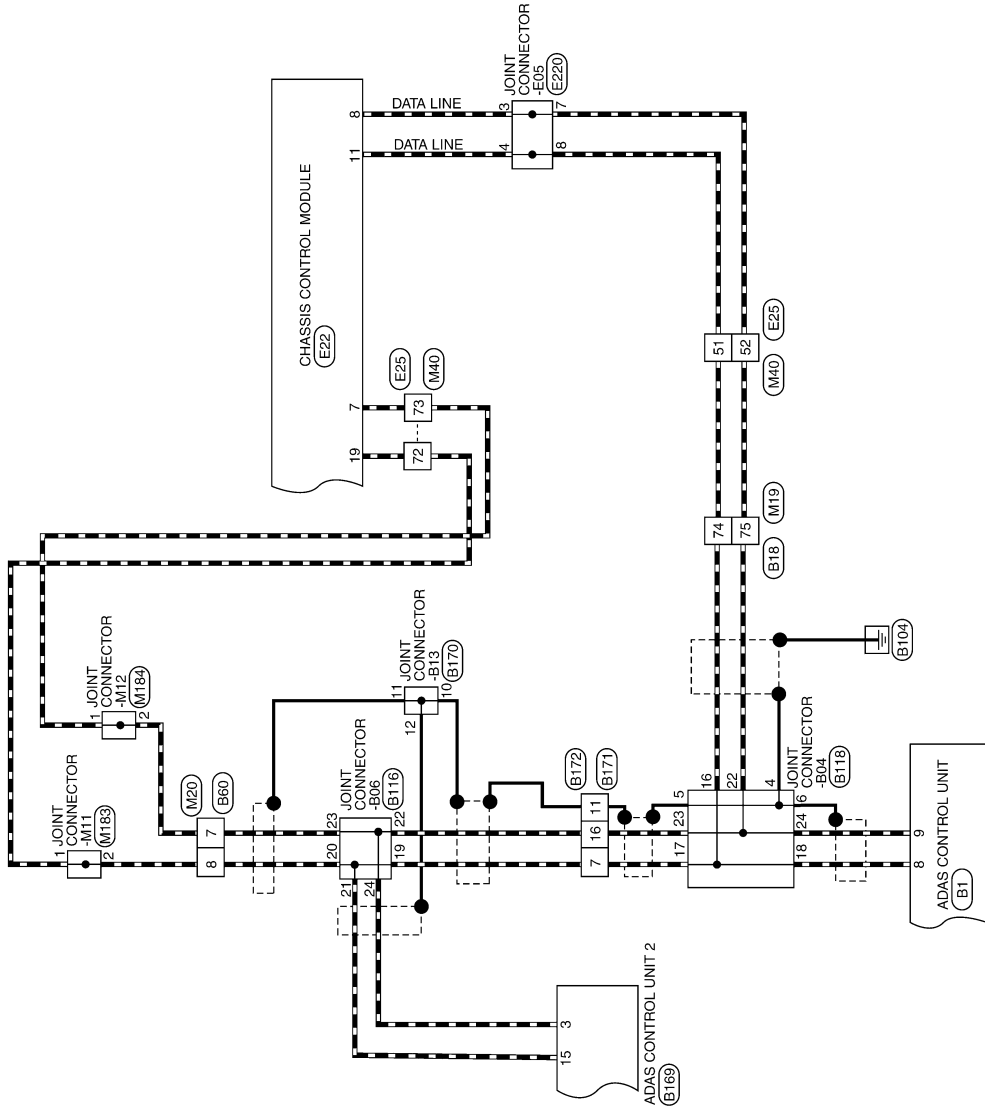 CHASSIS CONTROL MODULE
E22
8
11
DATA LINE
DATA LINE
3
4
JOINT
CONNECTOR
-E05
E220
7
8
7
19
73
72
E25
M40
51
52
E25
M40
74
75
M19
B18
JOINT
CONNECTOR
-M12
M184
1
2
JOINT
CONNECTOR
-M11
M183
1
2
M20
B60
7
8
JOINT
CONNECTOR
-B13
B170
11
10
12
JOINT
CONNECTOR
-B06
B116
23
20
22
19
21
24
B172
B171
11
16
7
B104
16
22
4
5
23
17
JOINT
CONNECTOR
-B04
B118
6
24
18
9
8
ADAS CONTROL UNIT
B1
3
15
ADAS CONTROL UNIT 2
B169